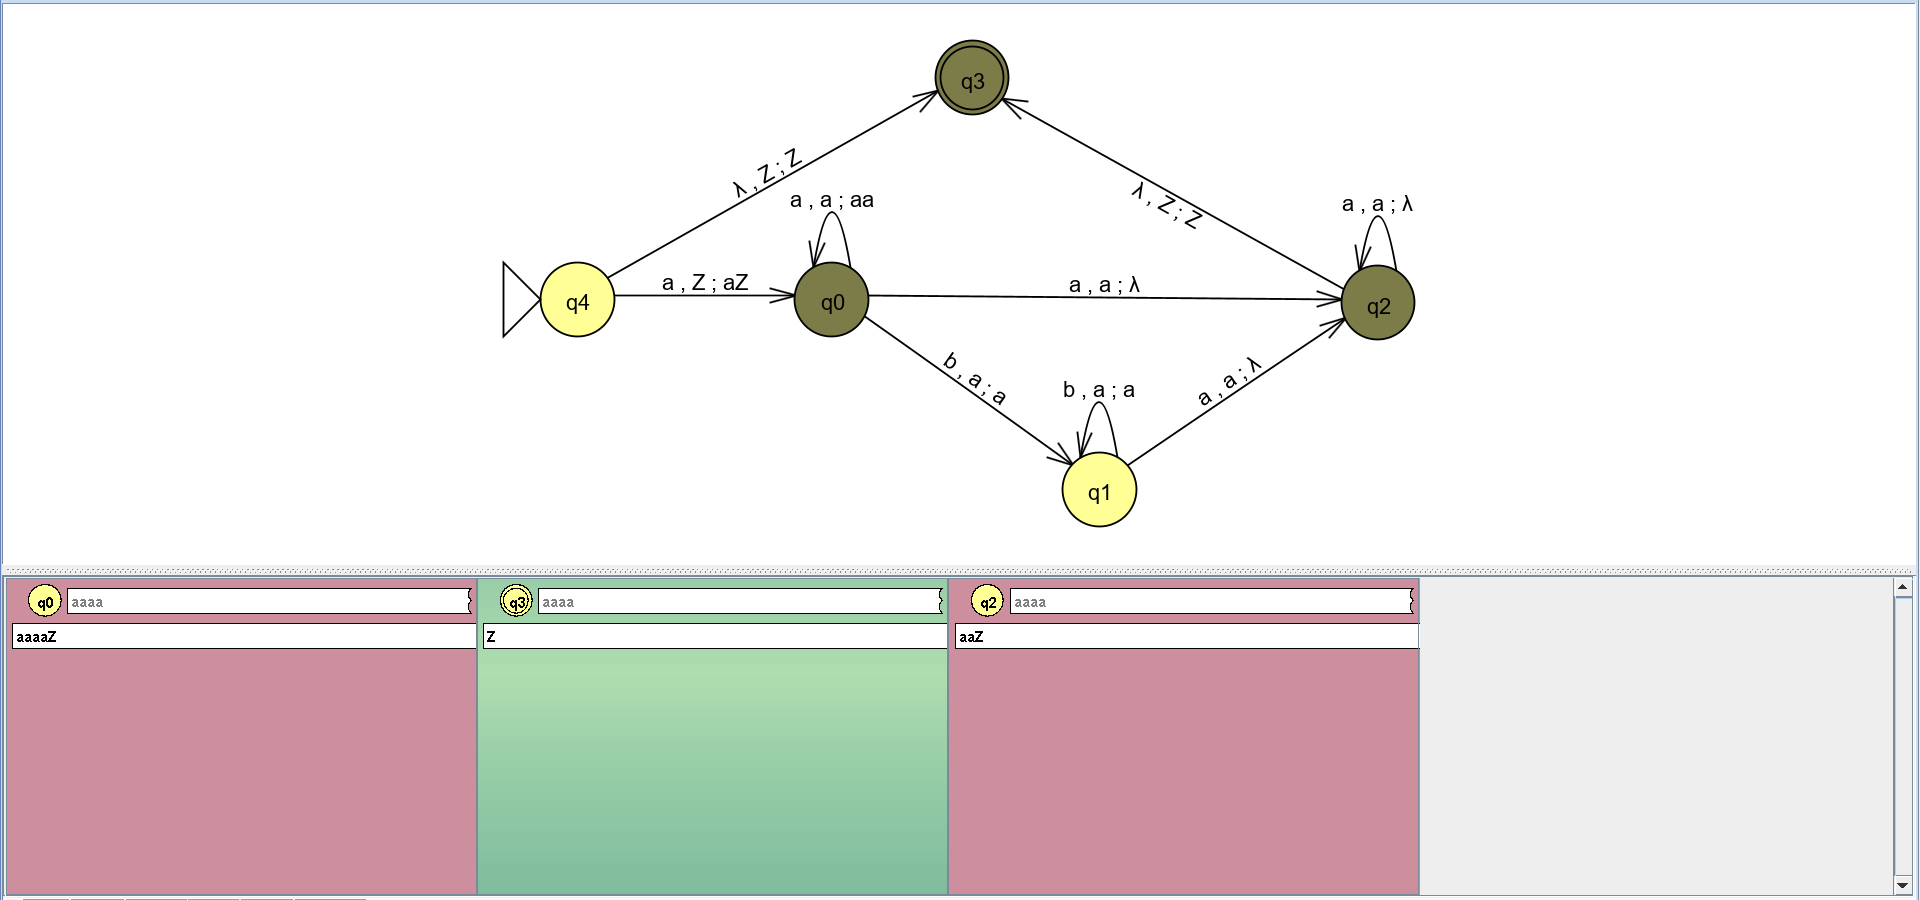 q3
λ , Z ; Z
λ , Z ; Z
a , a ; aa
a , a ; λ
q4
a , Z ; aZ
q0
a , a ; λ
q2
b , a ; a
b , a ; a
a , a ; λ
q1
q0 aaaa
aaaaZ
q3 aaaa
Z
q2 aaaa
aaZ